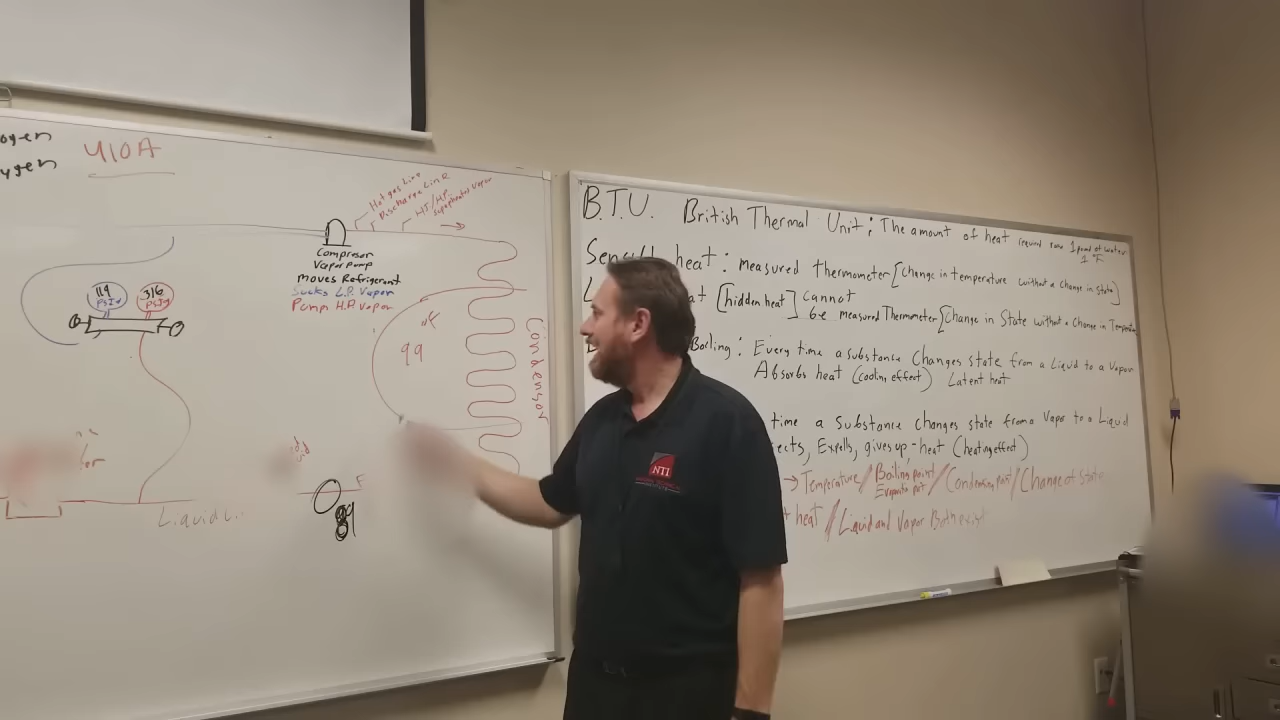 ogen
ygen
410A
Hot gas Line
Discharge Line
HT/HP
Superheated Vapor
Compresor
Vapor Pump
Moves Refrigerant
Sucks L.P. Vapor
Pump H.P. Vapor
119
PSIg
316
PSIg
°F
99
Condensor
Liquid L
F
89
NTI
B.T.U. British Thermal Unit: The amount of heat required raise 1 pound of water
1 °F
heat: measured thermometer [Change in temperature without a change in State]
at [hidden heat] cannot
be measured Thermometer [Change in State without a Change in Temperature
Boiling: Every time a substance Changes state from a Liquid to a Vapor
Absorbs heat (cooling effect) Latent heat
time a Substance changes state from a Vapor to a Liquid
ects, Expells, gives up-heat (heating effect)
→ Temperature / Boiling point / Condensing point / Change of State
heat // Liquid and Vapor Both exist